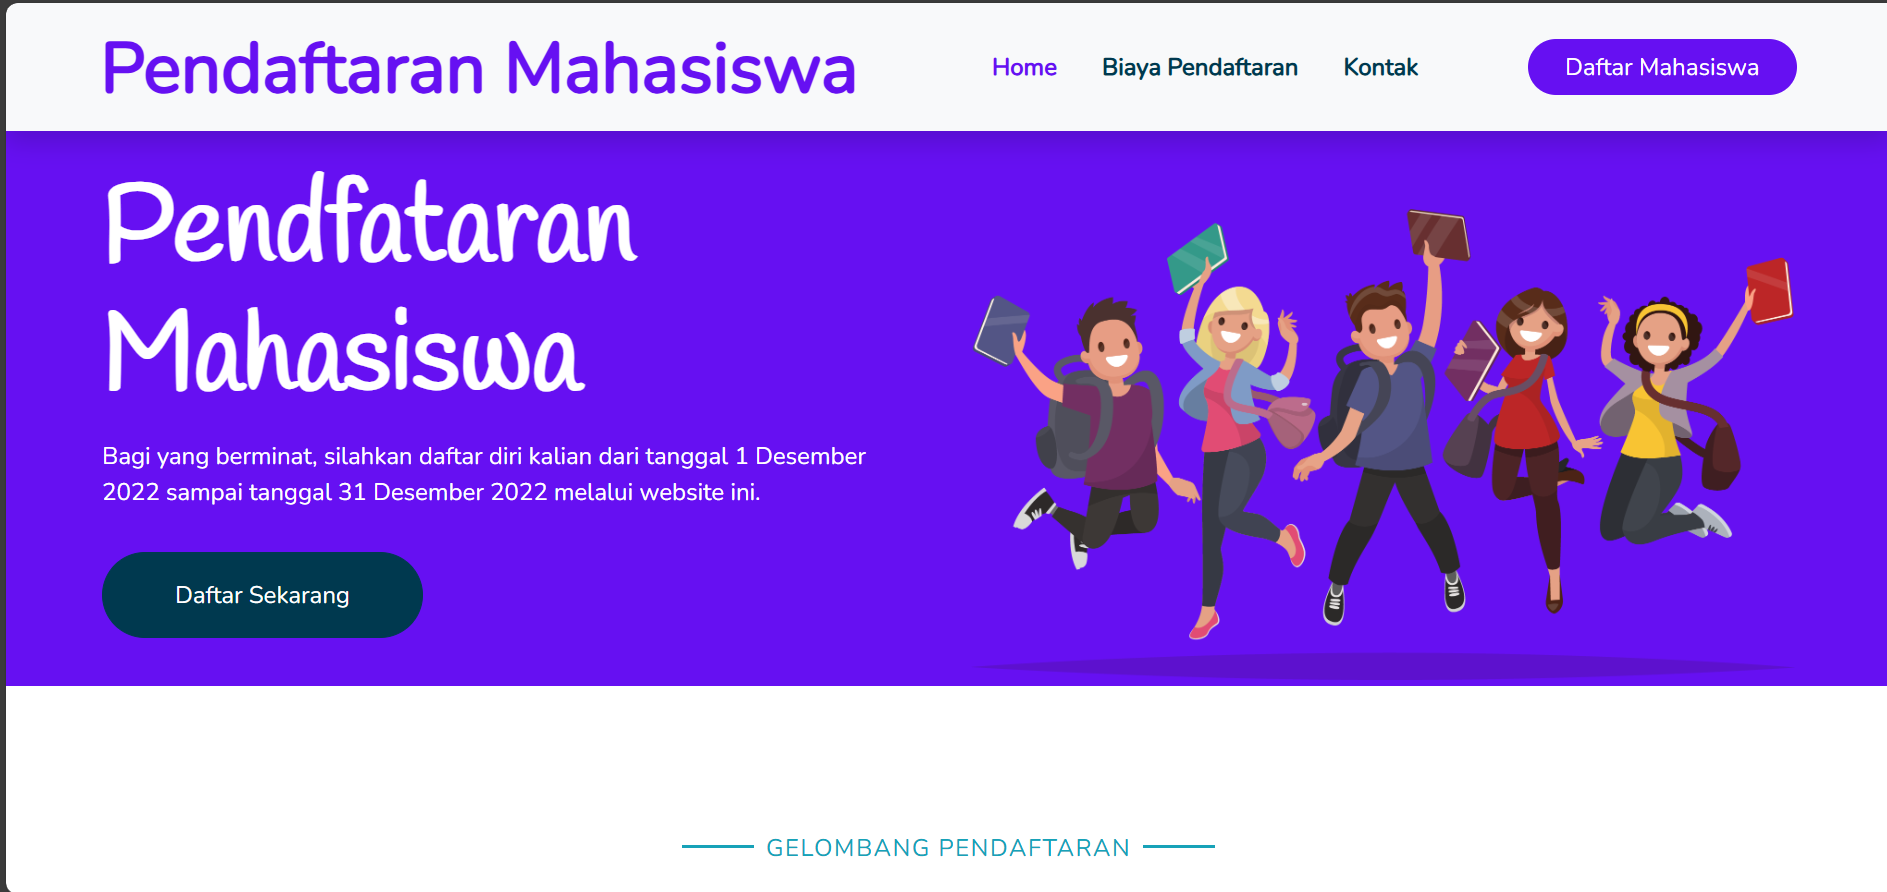 Pendaftaran Mahasiswa
Home
Biaya Pendaftaran
Kontak
Daftar Mahasiswa
Pendfataran
Mahasiswa
Bagi yang berminat, silahkan daftar diri kalian dari tanggal 1 Desember
2022 sampai tanggal 31 Desember 2022 melalui website ini.
Daftar Sekarang
GELOMBANG PENDAFTARAN